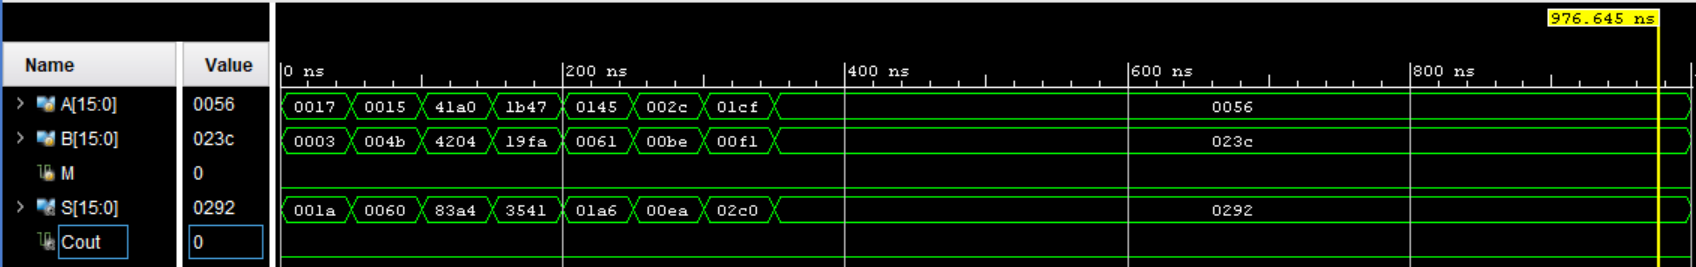 976.645 ns
Name Value 0 ns 200 ns 400 ns 600 ns 800 ns
A[15:0] 0056 0017 0015 41a0 1b47 0145 002c 01cf 0056
B[15:0] 023c 0003 004b 4204 19fa 0061 00be 00f1 023c
M 0
S[15:0] 0292 001a 0060 83a4 3541 01a6 00ea 02c0 0292
Cout 0